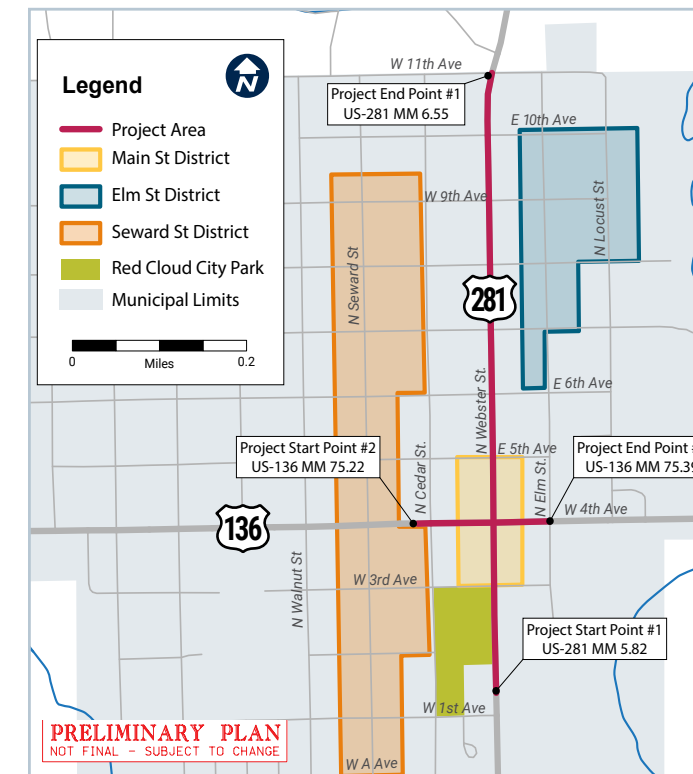 W 11th Ave
Legend
N
Project End Point #1
US-281 MM 6.55
E 10th Ave
Project Area
Main St District
Elm St District
Seward St District
Red Cloud City Park
Municipal Limits
0
Miles
0.2
W 9th Ave
N Locust St
N Seward St
281
N Webster St.
E 6th Ave
Project Start Point #2
US-136 MM 75.22
N Cedar St.
E 5th Ave
N Elm St.
Project End Point #
US-136 MM 75.39
136
W 4th Ave
N Walnut St
W 3rd Ave
Project Start Point #1
US-281 MM 5.82
W 1st Ave
PRELIMINARY PLAN
NOT FINAL – SUBJECT TO CHANGE
W A Ave